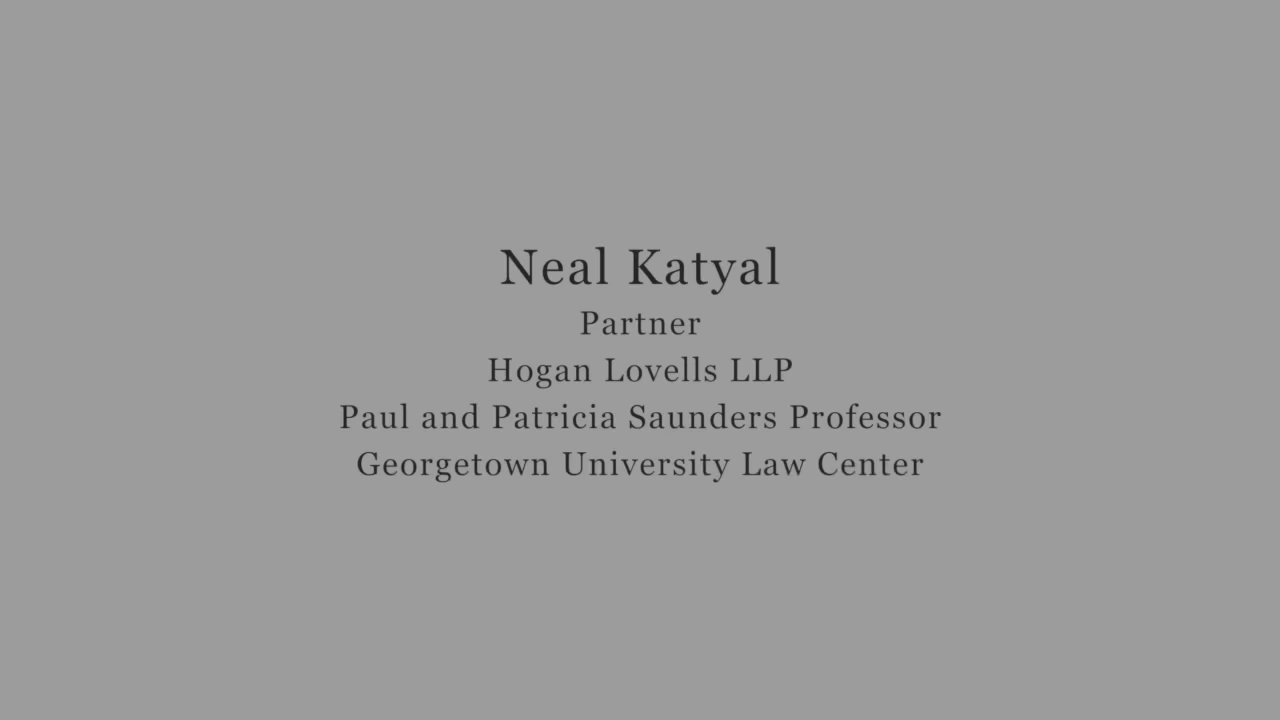 Neal Katyal
Partner
Hogan Lovells LLP
Paul and Patricia Saunders Professor
Georgetown University Law Center